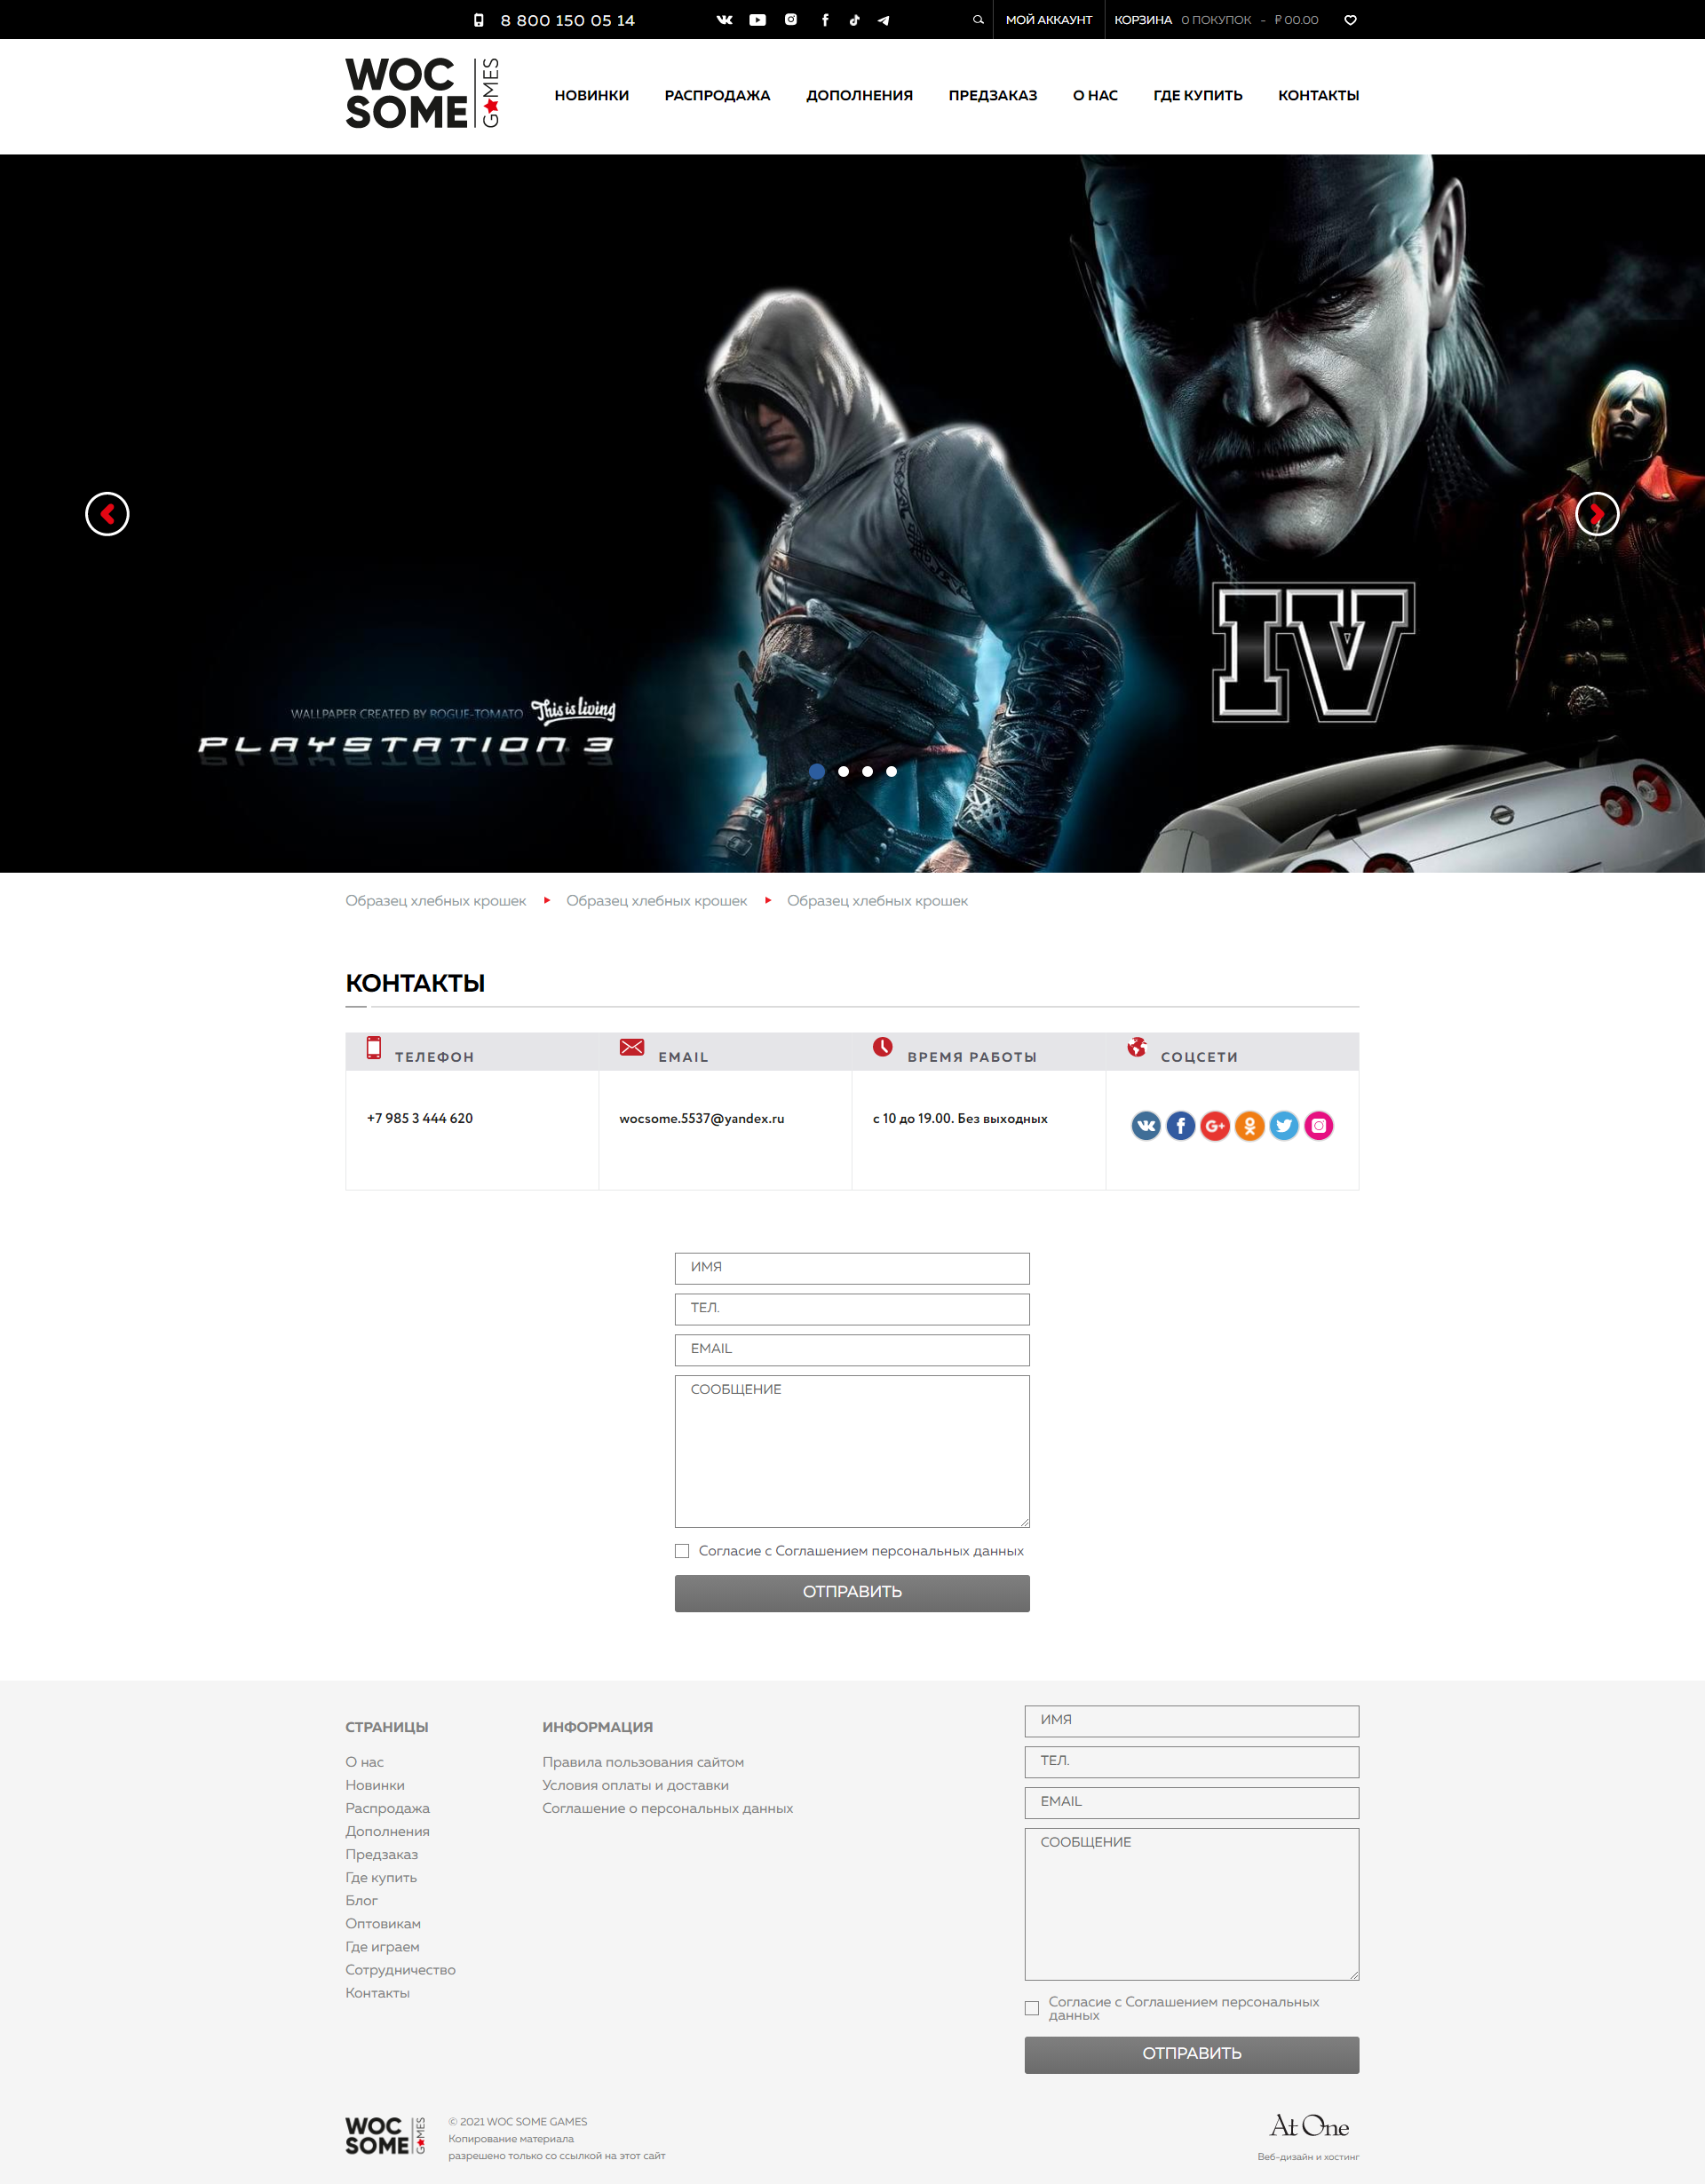 8 800 150 05 14
МОЙ АККАУНТ
КОРЗИНА 0 ПОКУПОК - ₽ 00.00
WOC SOME GAMES
НОВИНКИ РАСПРОДАЖА ДОПОЛНЕНИЯ ПРЕДЗАКАЗ О НАС ГДЕ КУПИТЬ КОНТАКТЫ
IV
WALLPAPER CREATED BY ROGUE-TOMATO This is living
PLAYSTATION 3
Образец хлебных крошек Образец хлебных крошек Образец хлебных крошек
КОНТАКТЫ
ТЕЛЕФОН EMAIL ВРЕМЯ РАБОТЫ СОЦСЕТИ
+7 985 3 444 620 wocsome.5537@yandex.ru с 10 до 19.00. Без выходных
ИМЯ
ТЕЛ.
EMAIL
СООБЩЕНИЕ
Согласие с Соглашением персональных данных
ОТПРАВИТЬ
СТРАНИЦЫ
О нас
Новинки
Распродажа
Дополнения
Предзаказ
Где купить
Блог
Оптовикам
Где играем
Сотрудничество
Контакты
ИНФОРМАЦИЯ
Правила пользования сайтом
Условия оплаты и доставки
Соглашение о персональных данных
ИМЯ
ТЕЛ.
EMAIL
СООБЩЕНИЕ
Согласие с Соглашением персональных
данных
ОТПРАВИТЬ
WOC SOME GAMES
© 2021 WOC SOME GAMES
Копирование материала
разрешено только со ссылкой на этот сайт
At One
Веб-дизайн и хостинг